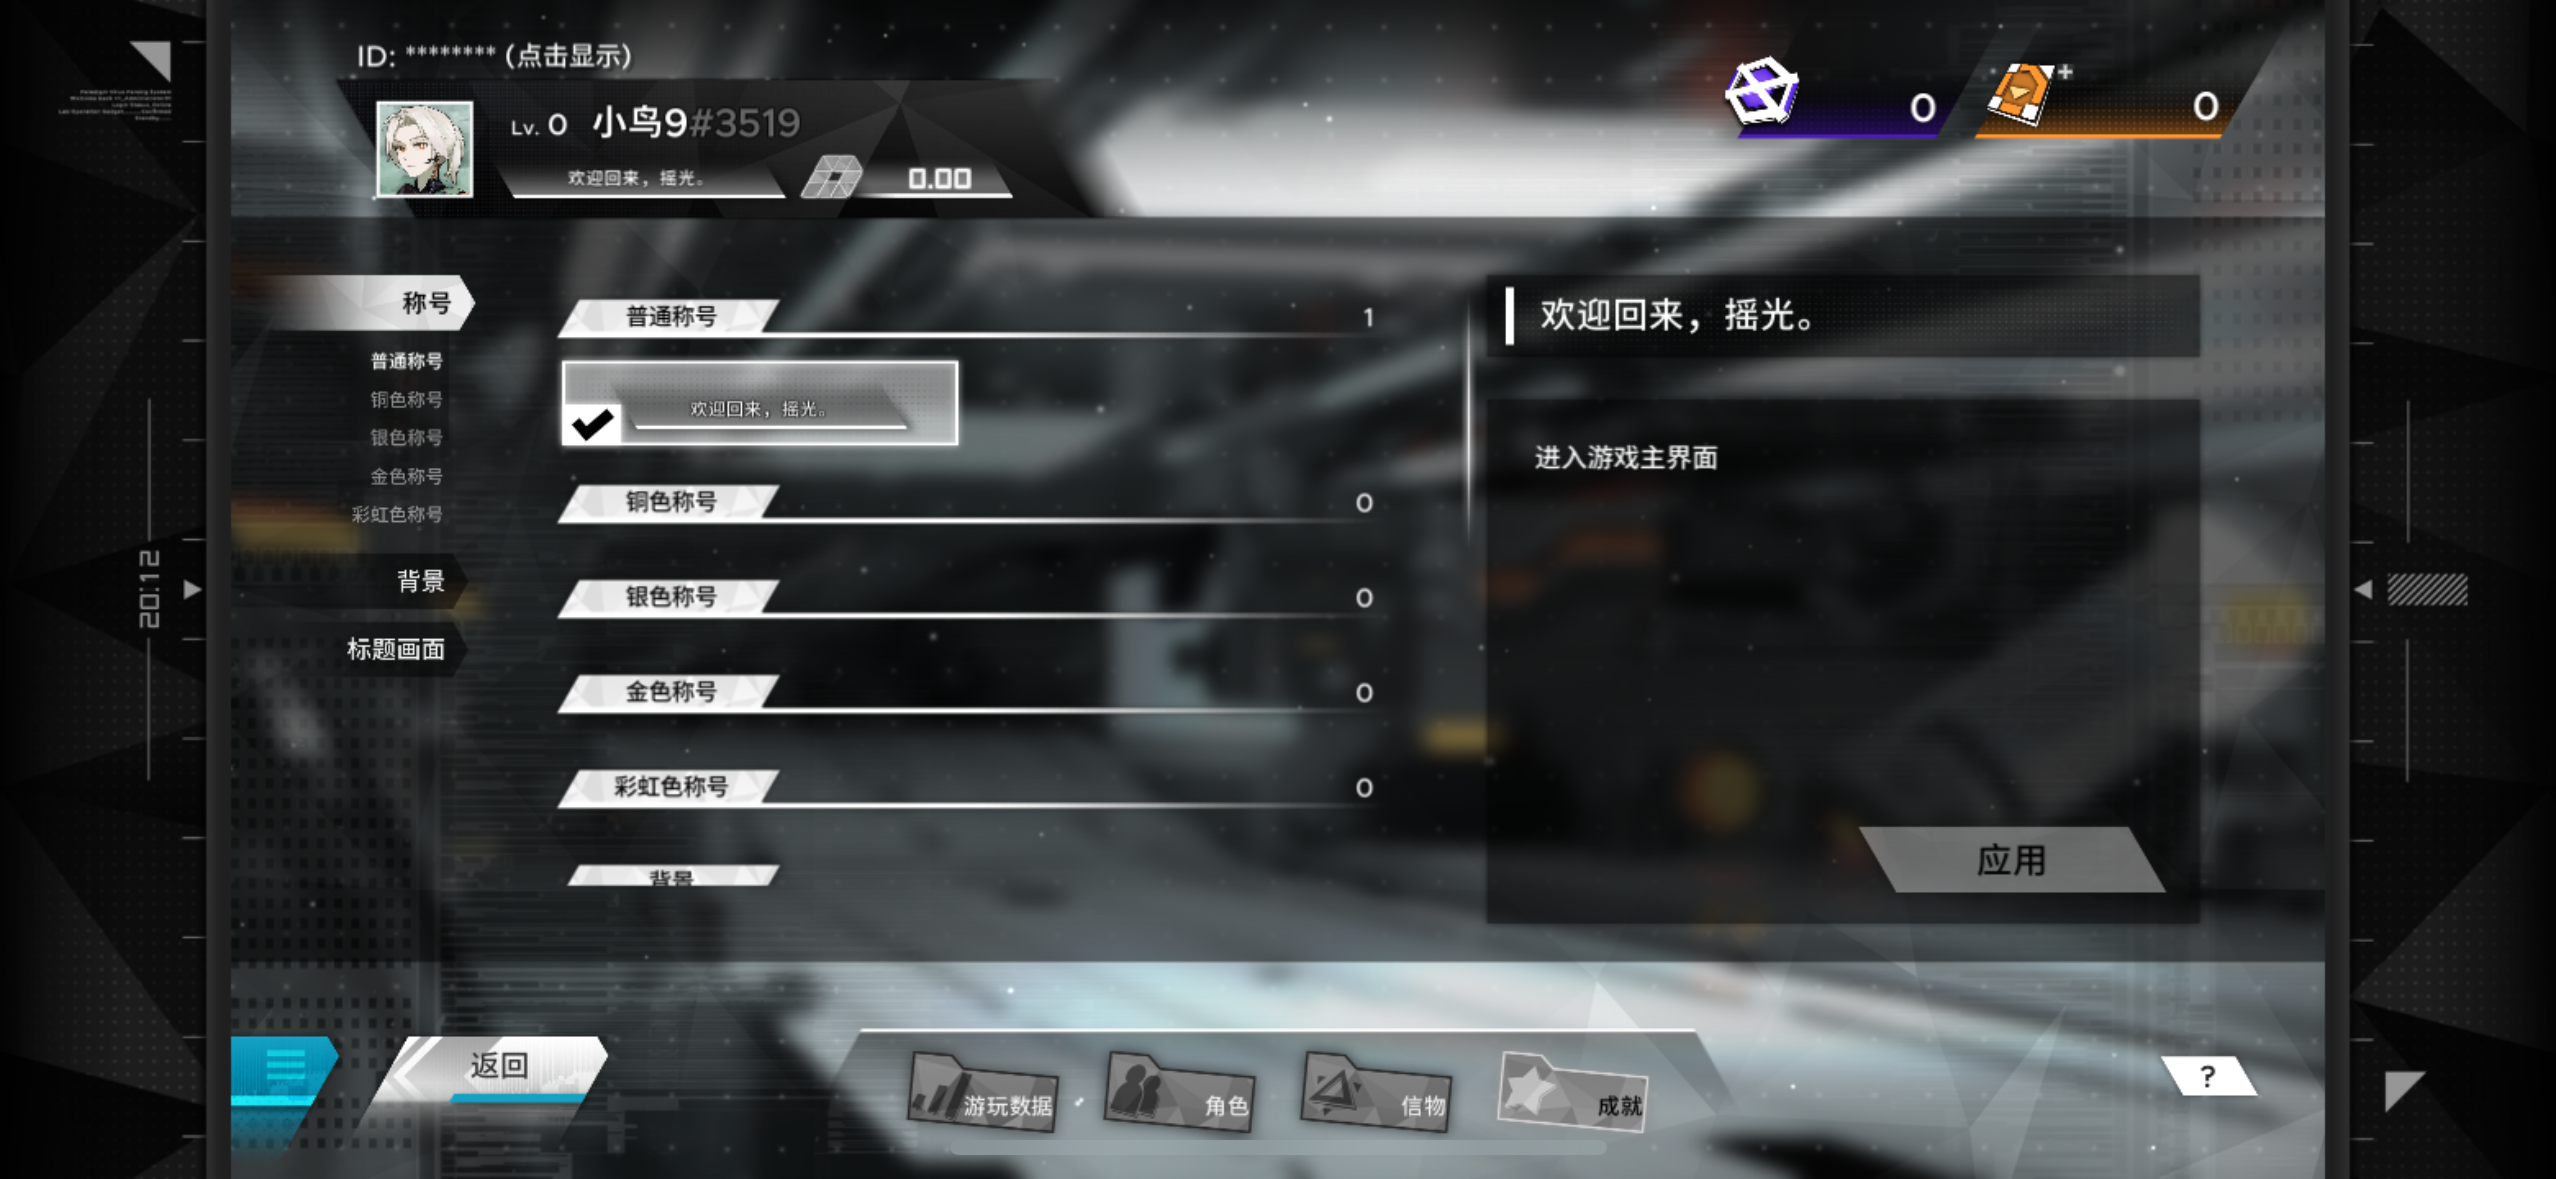 ID: ******** (点击显示)
Lv. 0 小鸟9#3519
欢迎回来，摇光。
0.00
0
0
称号
普通称号
铜色称号
银色称号
金色称号
彩虹色称号
背景
标题画面
普通称号 1
欢迎回来，摇光。
铜色称号 0
银色称号 0
金色称号 0
彩虹色称号 0
背景
欢迎回来，摇光。
进入游戏主界面
应用
20:12
返回
游玩数据
角色
信物
成就
?